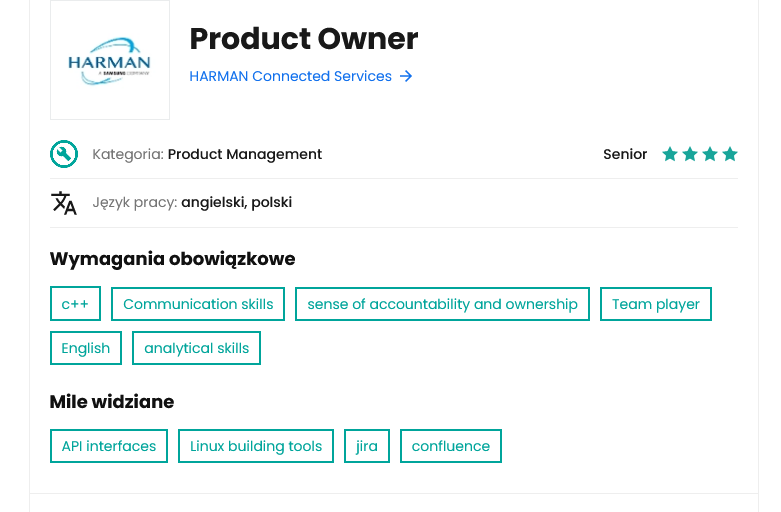 HARMAN
A SAMSUNG COMPANY
Product Owner
HARMAN Connected Services
Kategoria: Product Management
Senior
Język pracy: angielski, polski
Wymagania obowiązkowe
c++ Communication skills sense of accountability and ownership Team player
English analytical skills
Mile widziane
API interfaces Linux building tools jira confluence